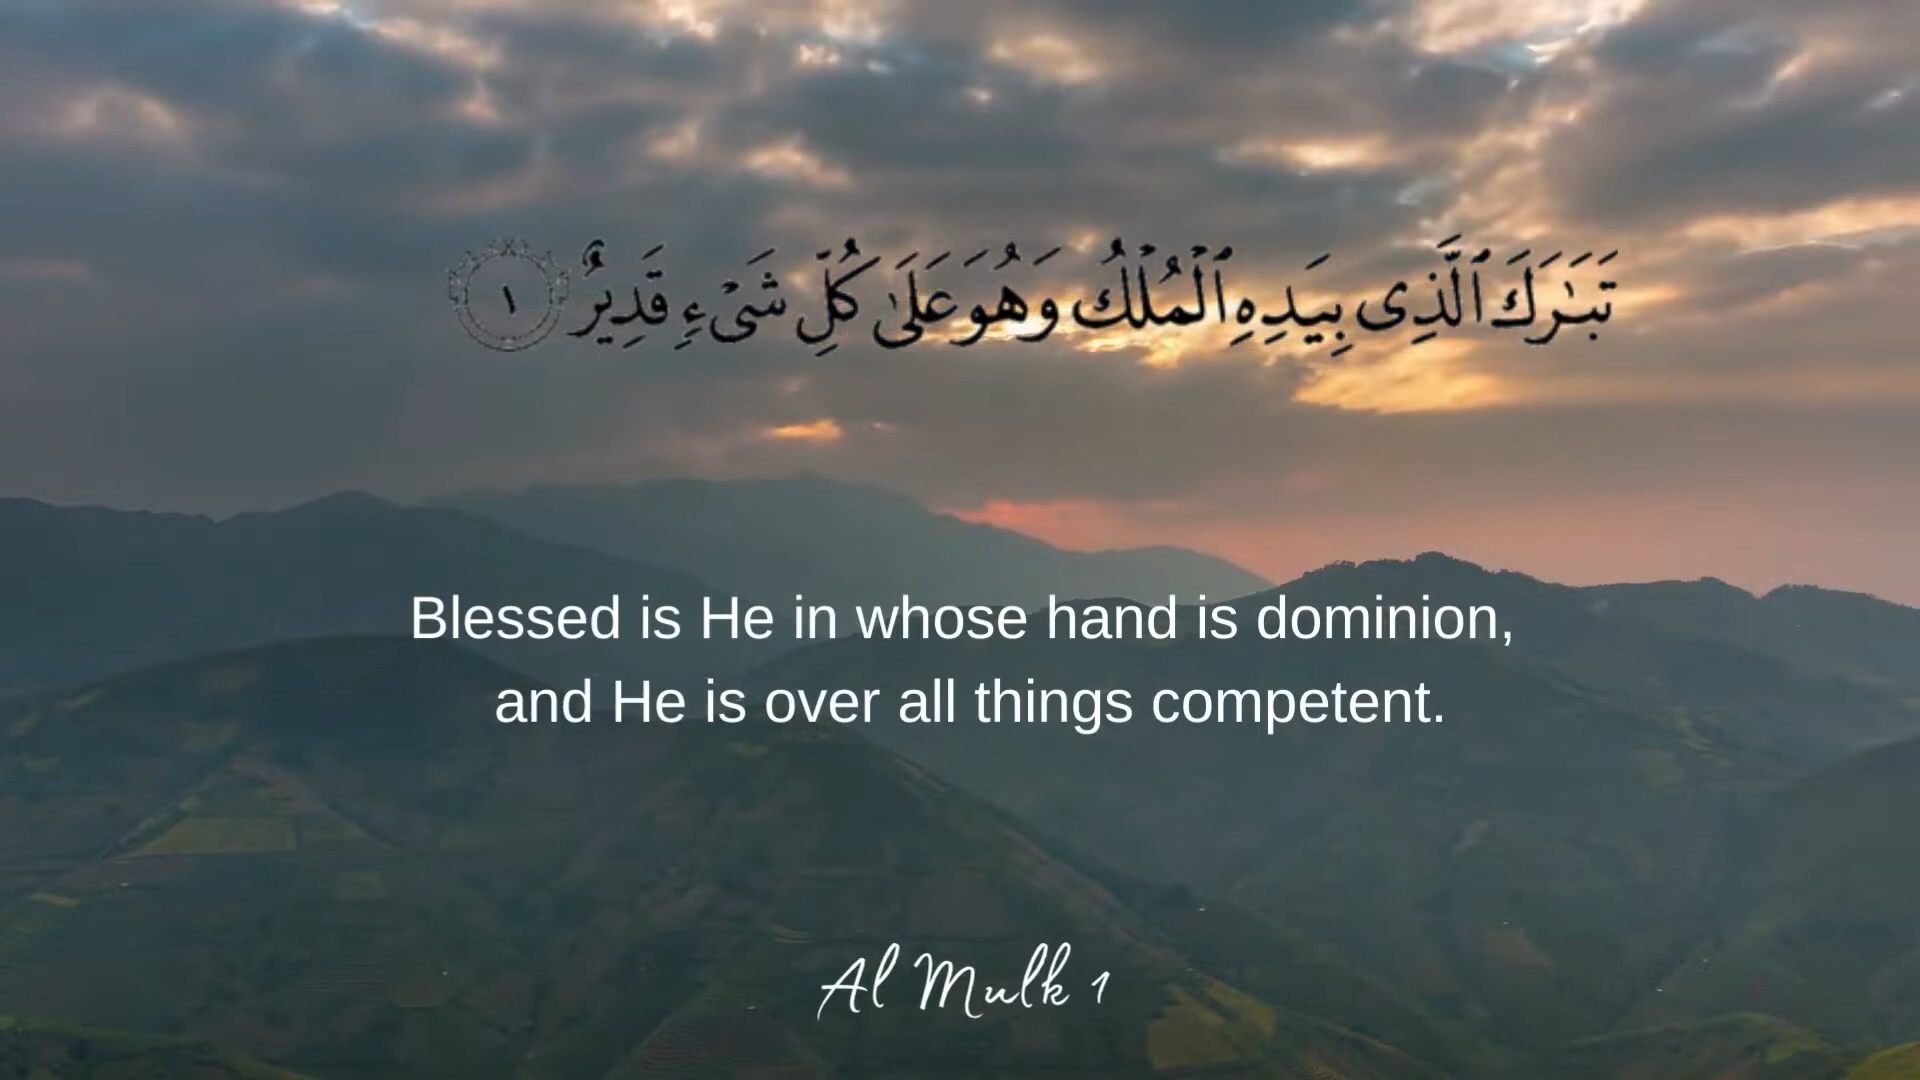 تَبَـٰرَكَ ٱلَّذِى بِيَدِهِ ٱلْمُلْكُ وَهُوَ عَلَىٰ كُلِّ شَىْءٍ قَدِيرٌ ۝١
Blessed is He in whose hand is dominion,
and He is over all things competent.
Al Mulk 1